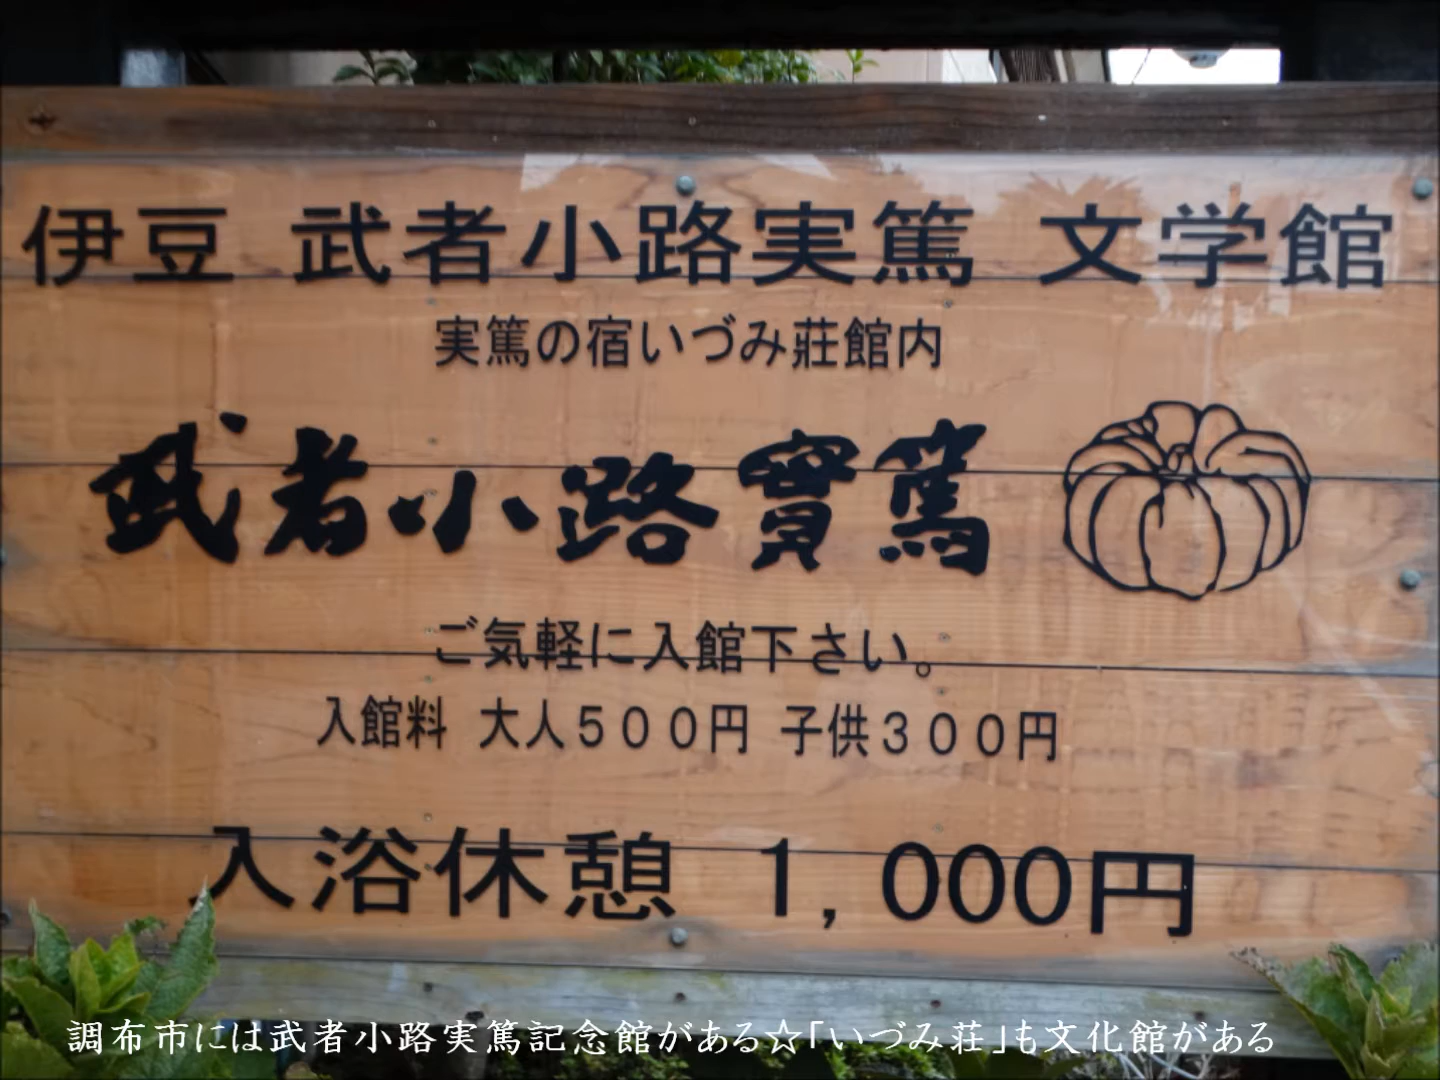 伊豆 武者小路実篤 文学館
実篤の宿いづみ荘館内
武者小路實篤
ご気軽に入館下さい。
入館料 大人５００円 子供３００円
入浴休憩 １，０００円
調布市には武者小路実篤記念館がある☆「いづみ荘」も文化館がある